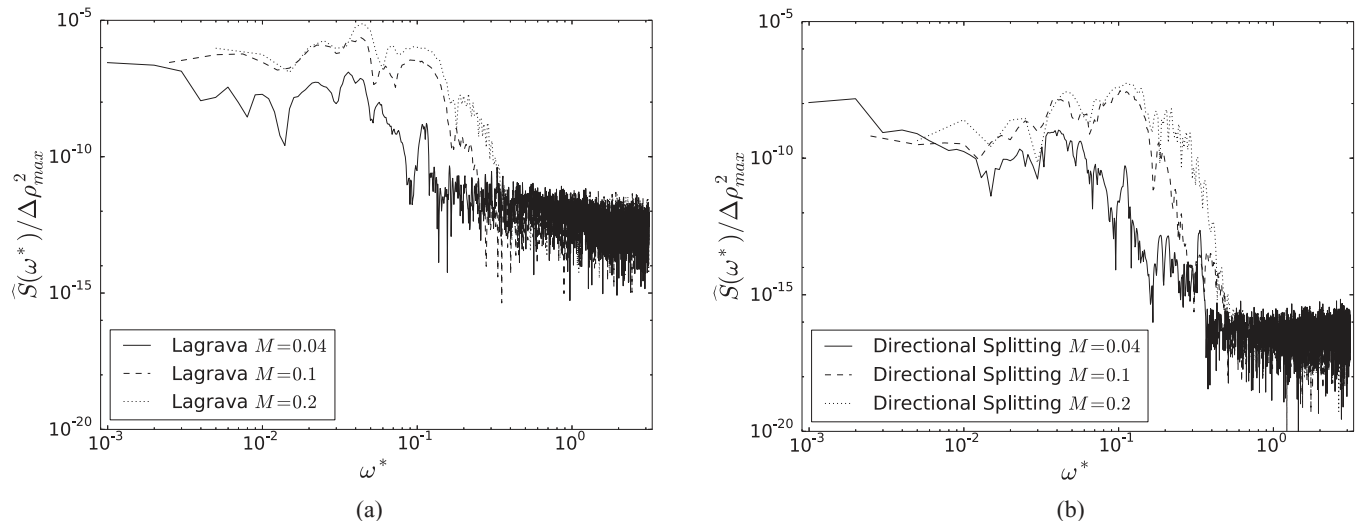 10^-5
10^-10
10^-15
10^-20
Ŝ(ω*)/Δρ²_max
Lagrava M=0.04
Lagrava M=0.1
Lagrava M=0.2
10^-3 10^-2 10^-1 10^0
ω*
(a)
10^-5
10^-10
10^-15
10^-20
Ŝ(ω*)/Δρ²_max
Directional Splitting M=0.04
Directional Splitting M=0.1
Directional Splitting M=0.2
10^-3 10^-2 10^-1 10^0
ω*
(b)